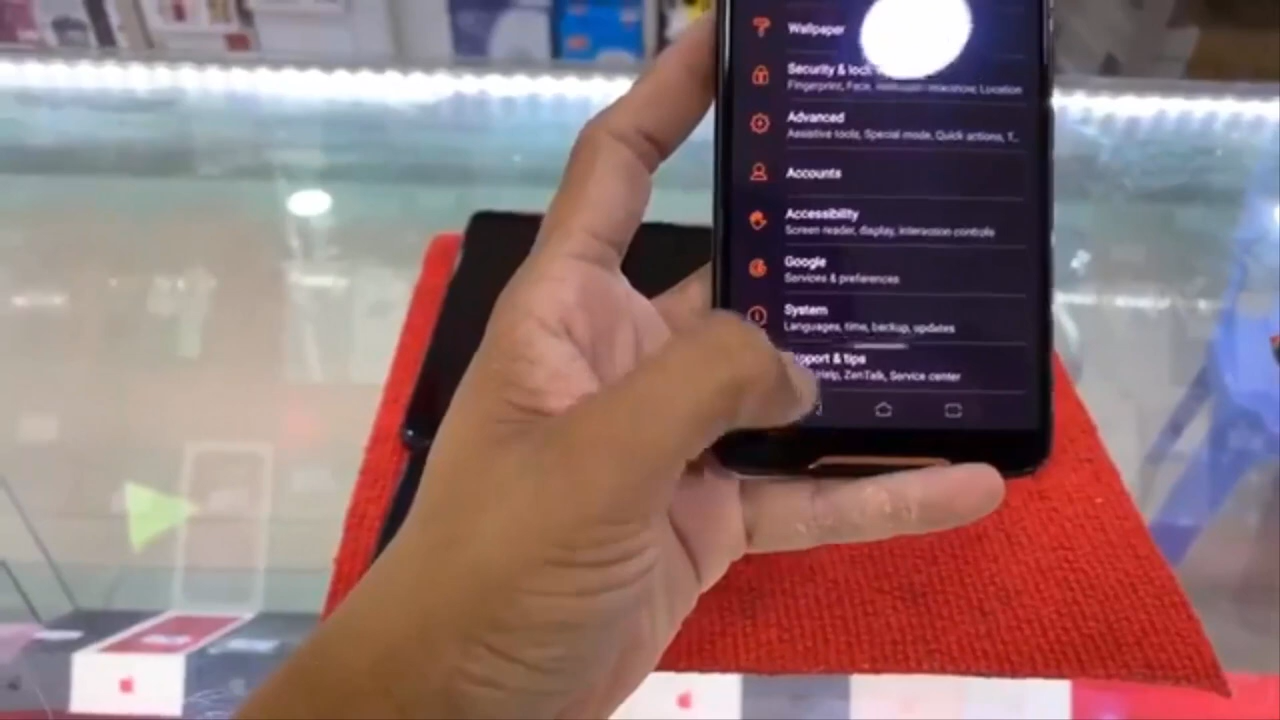 Wallpaper
Security & lock
Fingerprint, Face, Location
Advanced
Assistive tools, Special mode, Quick actions, T...
Accounts
Accessibility
Screen reader, display, interaction controls
Google
Services & preferences
System
Languages, time, backup, updates
pport & tips
Help, ZenTalk, Service center